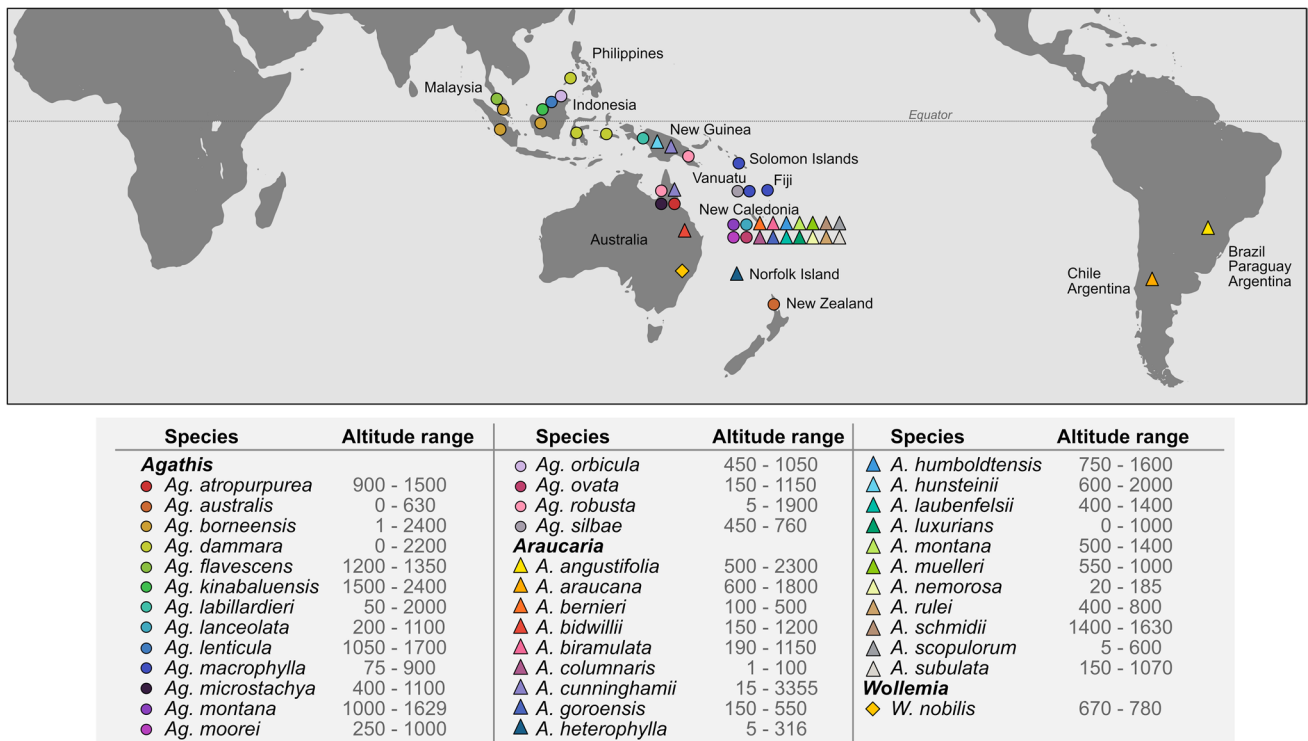 Philippines
Malaysia
Indonesia
Equator
New Guinea
Solomon Islands
Vanuatu
Fiji
New Caledonia
Australia
Norfolk Island
New Zealand
Chile
Argentina
Brazil
Paraguay
Argentina
Species Altitude range
Agathis
Ag. atropurpurea 900 - 1500
Ag. australis 0 - 630
Ag. borneensis 1 - 2400
Ag. dammara 0 - 2200
Ag. flavescens 1200 - 1350
Ag. kinabaluensis 1500 - 2400
Ag. labillardieri 50 - 2000
Ag. lanceolata 200 - 1100
Ag. lenticula 1050 - 1700
Ag. macrophylla 75 - 900
Ag. microstachya 400 - 1100
Ag. montana 1000 - 1629
Ag. moorei 250 - 1000
Species Altitude range
Ag. orbicula 450 - 1050
Ag. ovata 150 - 1150
Ag. robusta 5 - 1900
Ag. silbae 450 - 760
Araucaria
A. angustifolia 500 - 2300
A. araucana 600 - 1800
A. bernieri 100 - 500
A. bidwillii 150 - 1200
A. biramulata 190 - 1150
A. columnaris 1 - 100
A. cunninghamii 15 - 3355
A. goroensis 150 - 550
A. heterophylla 5 - 316
Species Altitude range
A. humboldtensis 750 - 1600
A. hunsteinii 600 - 2000
A. laubenfelsii 400 - 1400
A. luxurians 0 - 1000
A. montana 500 - 1400
A. muelleri 550 - 1000
A. nemorosa 20 - 185
A. rulei 400 - 800
A. schmidii 1400 - 1630
A. scopulorum 5 - 600
A. subulata 150 - 1070
Wollemia
W. nobilis 670 - 780